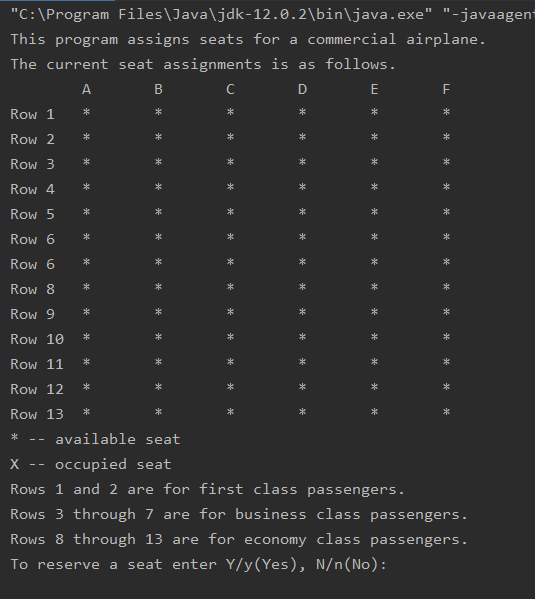 "C:\Program Files\Java\jdk-12.0.2\bin\java.exe" "-javaagent
This program assigns seats for a commercial airplane.
The current seat assignments is as follows.
A B C D E F
Row 1 * * * * * *
Row 2 * * * * * *
Row 3 * * * * * *
Row 4 * * * * * *
Row 5 * * * * * *
Row 6 * * * * * *
Row 6 * * * * * *
Row 8 * * * * * *
Row 9 * * * * * *
Row 10 * * * * * *
Row 11 * * * * * *
Row 12 * * * * * *
Row 13 * * * * * *
* -- available seat
X -- occupied seat
Rows 1 and 2 are for first class passengers.
Rows 3 through 7 are for business class passengers.
Rows 8 through 13 are for economy class passengers.
To reserve a seat enter Y/y(Yes), N/n(No):